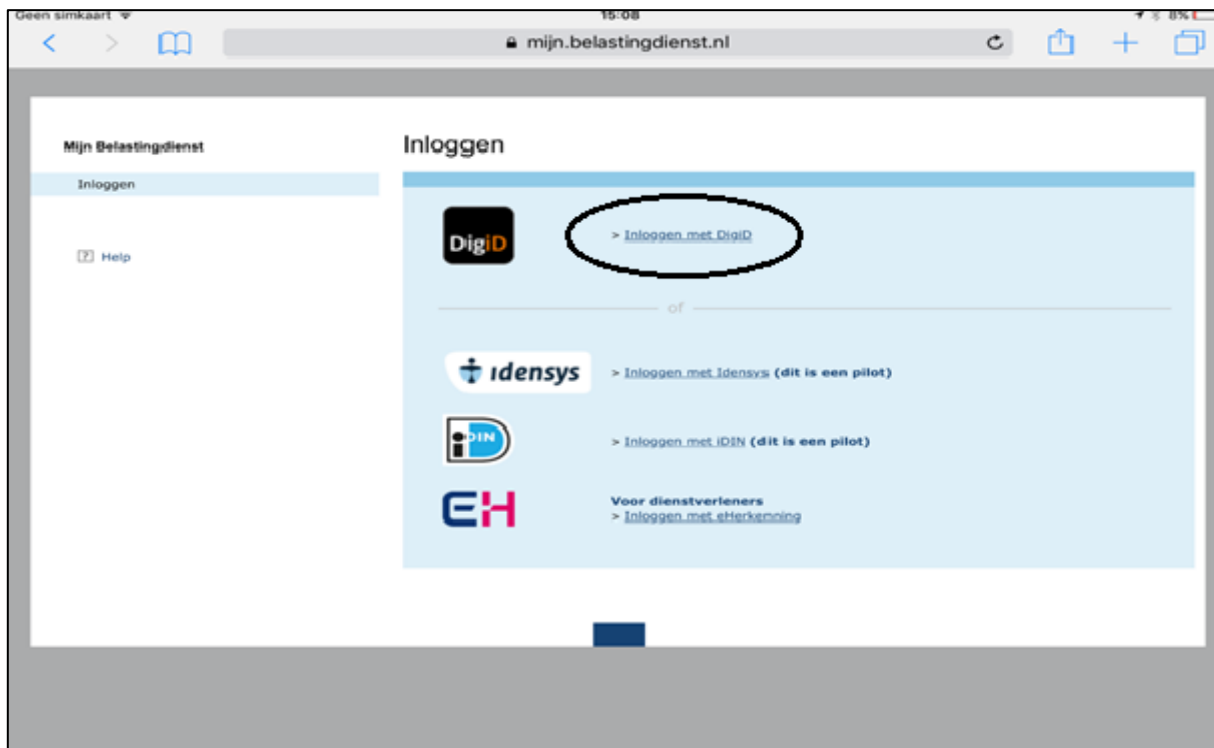 Geen simkaart
15:08
8%
mijn.belastingdienst.nl
Mijn Belastingdienst
Inloggen
Help
Inloggen
DigiD
> Inloggen met DigiD
of
idensys
> Inloggen met Idensys (dit is een pilot)
iDIN
> Inloggen met iDIN (dit is een pilot)
EH
Voor dienstverleners
> Inloggen met eHerkenning